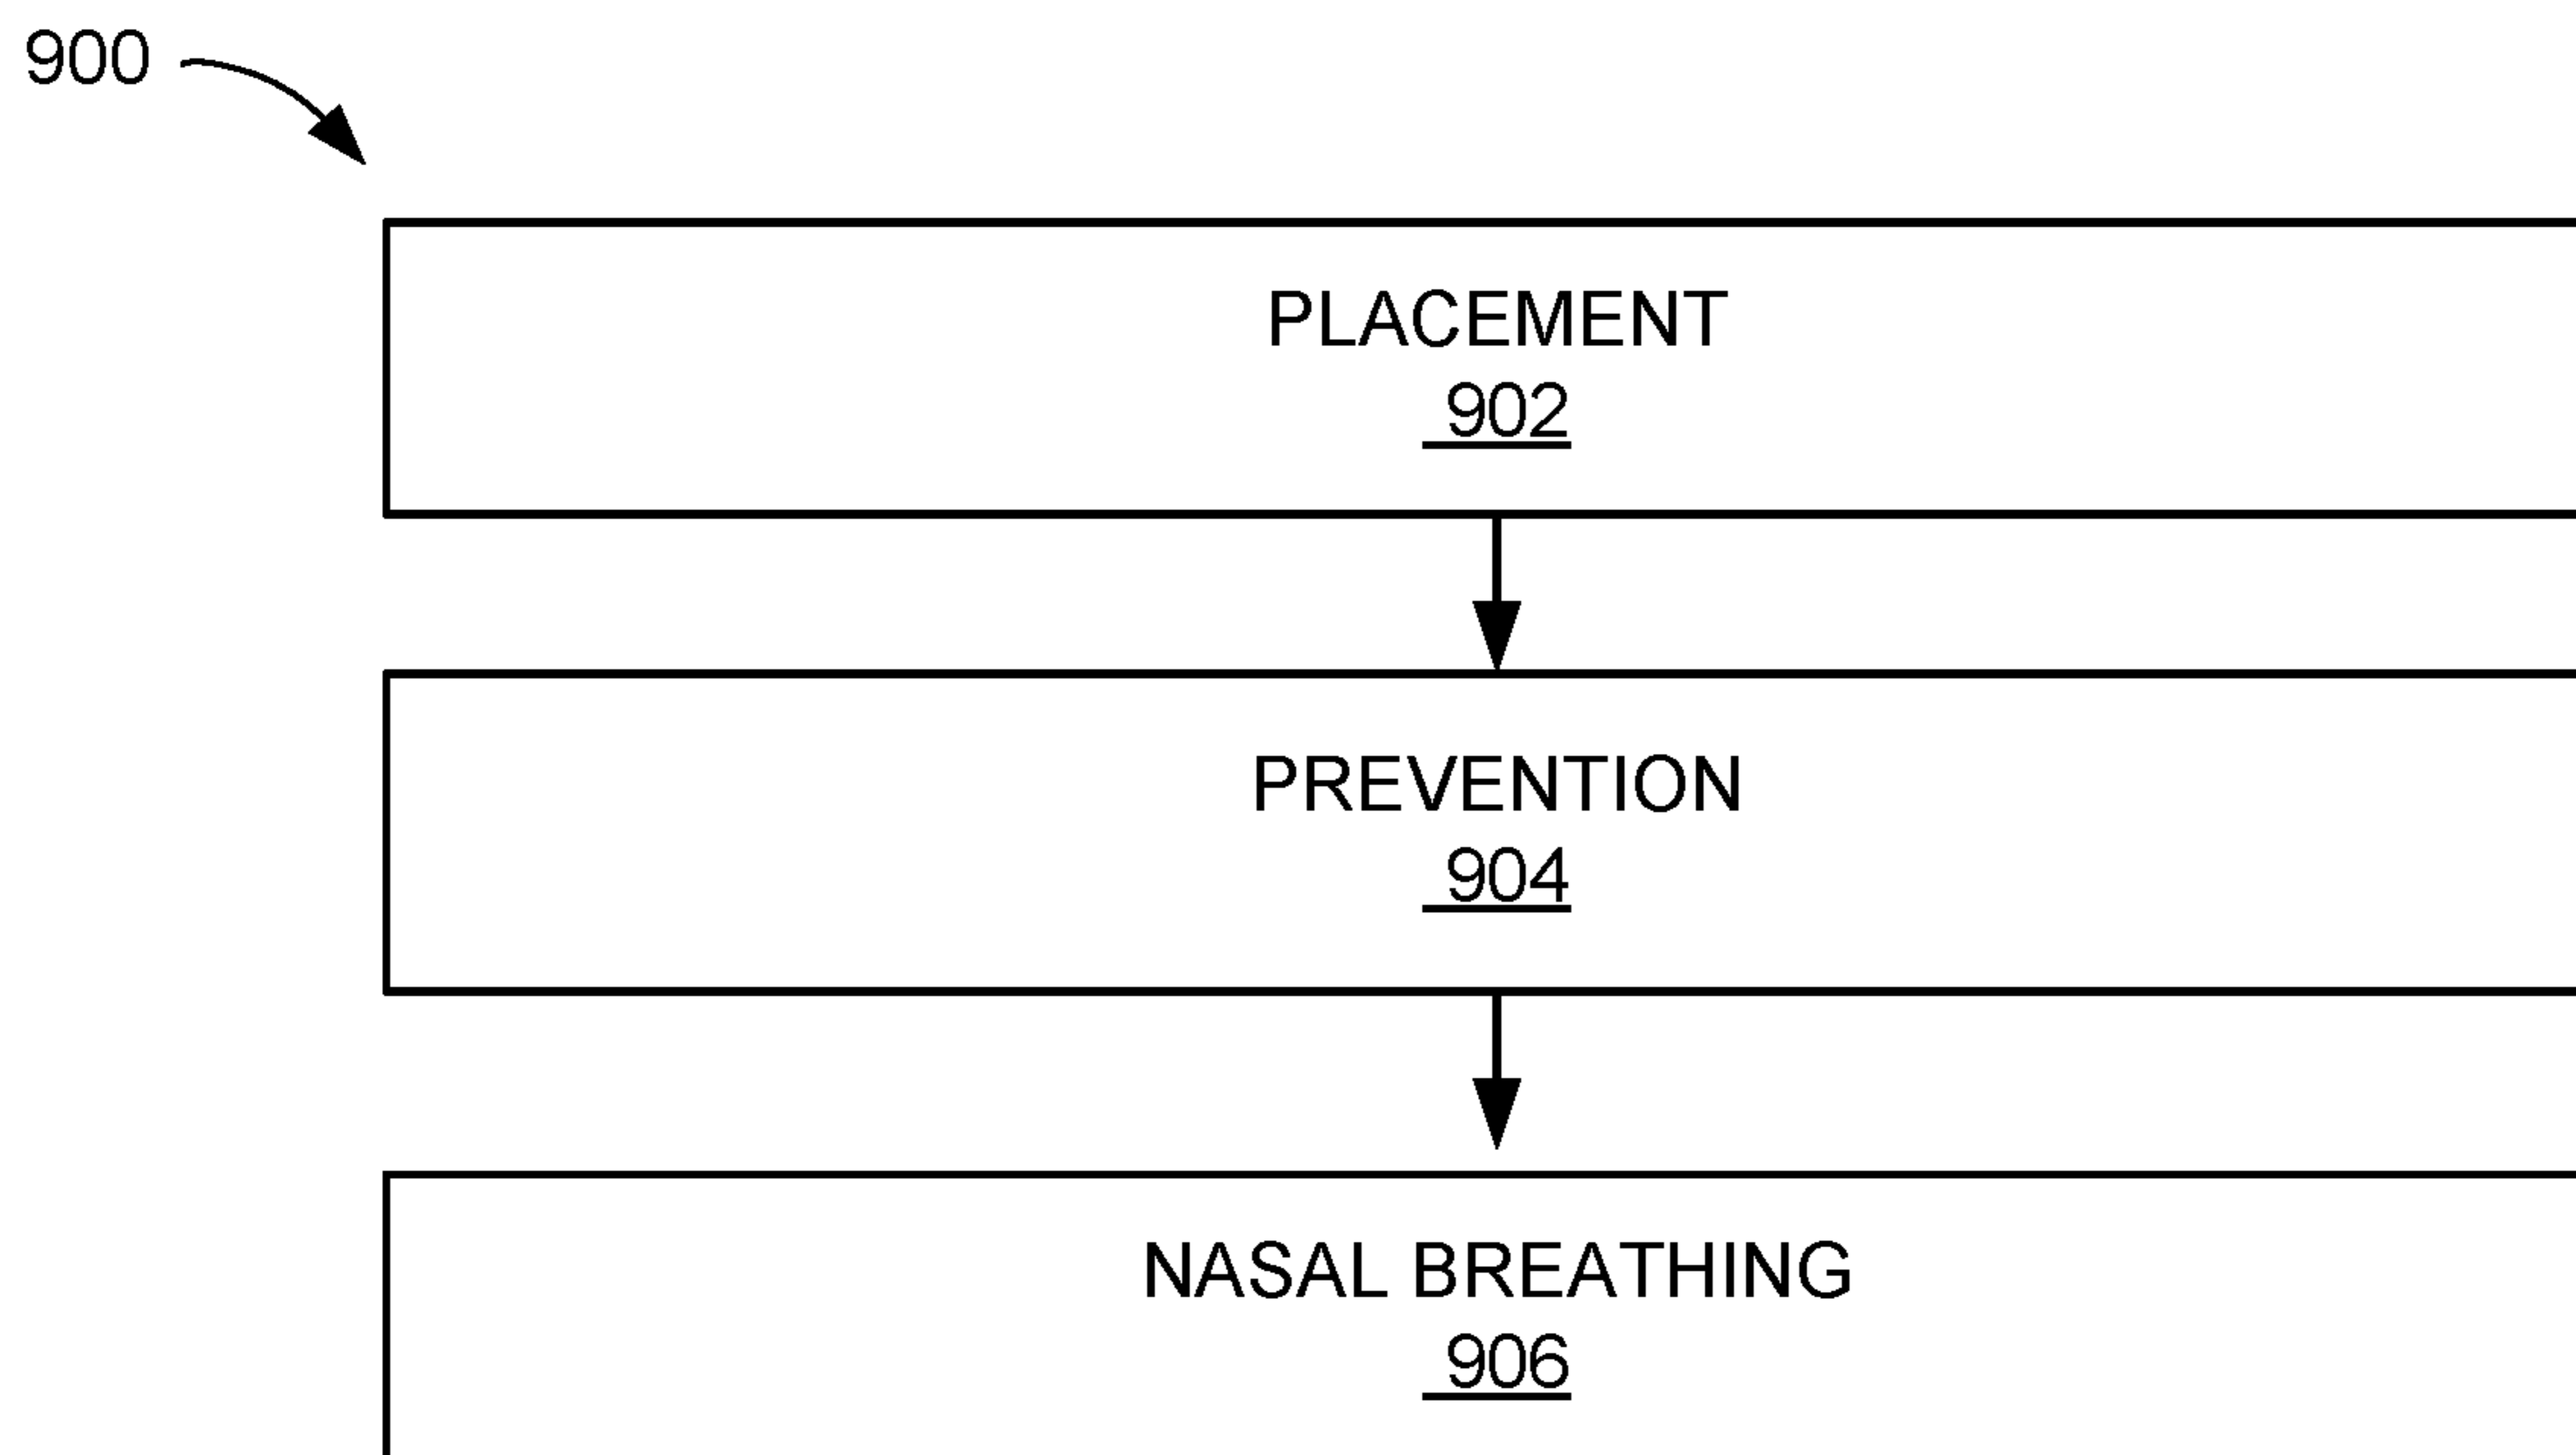 900
PLACEMENT
902
PREVENTION
904
NASAL BREATHING
906